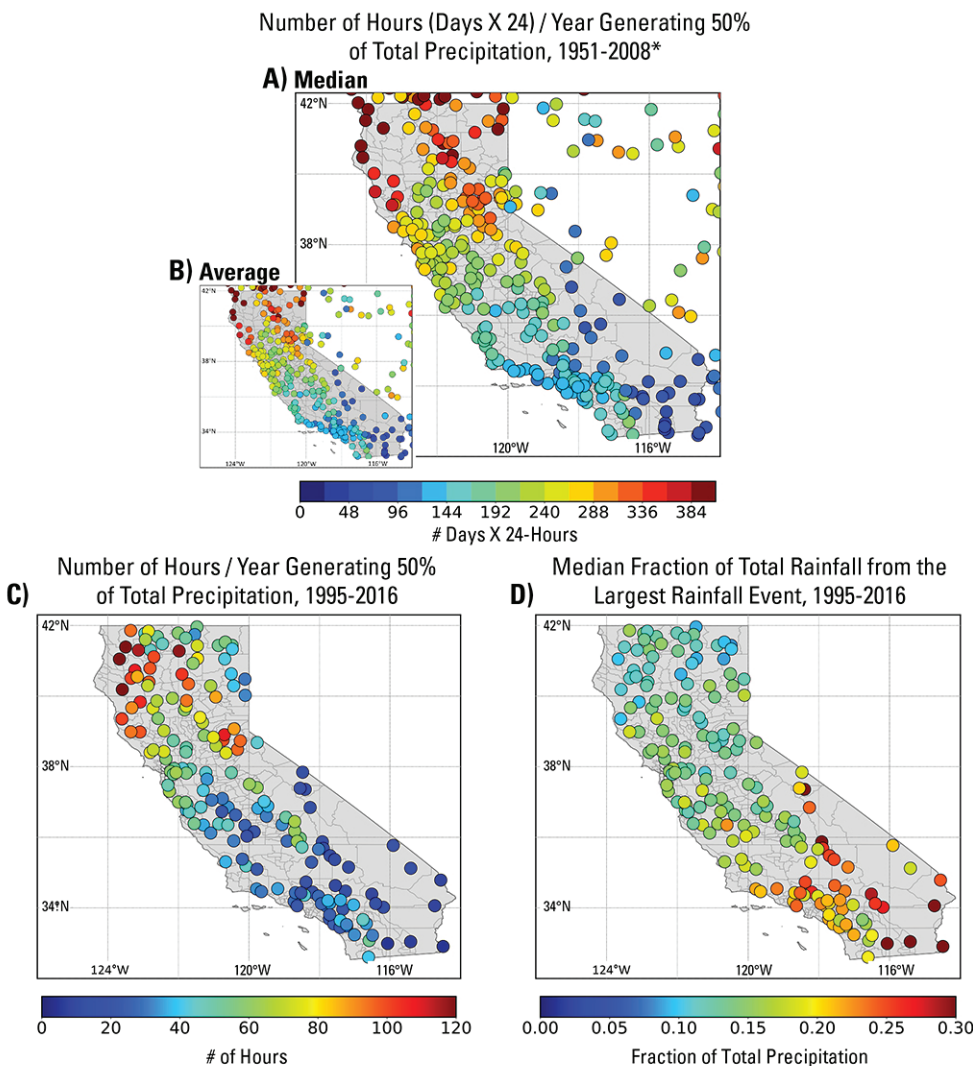 Number of Hours (Days X 24) / Year Generating 50%
of Total Precipitation, 1951-2008*
A) Median
42°N
38°N
120°W 116°W
B) Average
42°N
38°N
34°N
124°W 120°W 116°W
0 48 96 144 192 240 288 336 384
# Days X 24-Hours
Number of Hours / Year Generating 50%
of Total Precipitation, 1995-2016
C)
42°N
38°N
34°N
124°W 120°W 116°W
0 20 40 60 80 100 120
# of Hours
Median Fraction of Total Rainfall from the
Largest Rainfall Event, 1995-2016
D)
42°N
38°N
34°N
124°W 120°W 116°W
0.00 0.05 0.10 0.15 0.20 0.25 0.30
Fraction of Total Precipitation